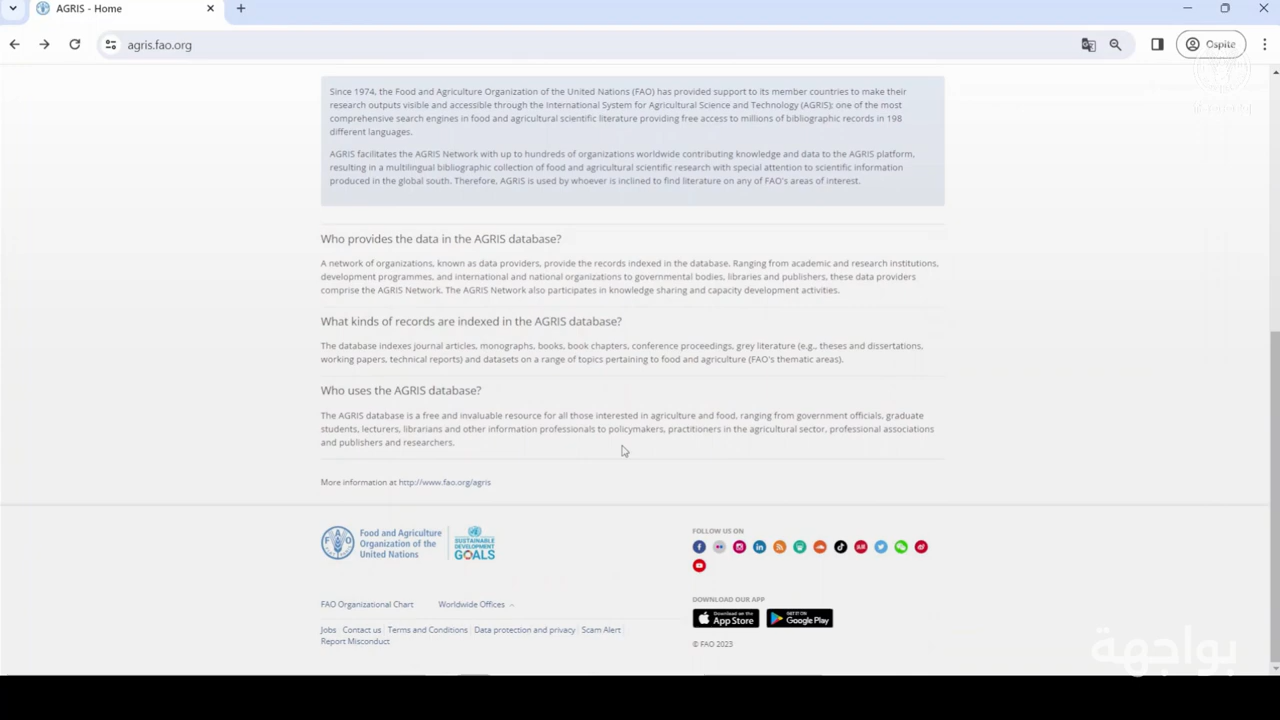 AGRIS - Home
agris.fao.org
Ospite
Since 1974, the Food and Agriculture Organization of the United Nations (FAO) has provided support to its member countries to make their
research outputs visible and accessible through the International System for Agricultural Science and Technology (AGRIS): one of the most
comprehensive search engines in food and agricultural scientific literature providing free access to millions of bibliographic records in 198
different languages.
AGRIS facilitates the AGRIS Network with up to hundreds of organizations worldwide contributing knowledge and data to the AGRIS platform,
resulting in a multilingual bibliographic collection of food and agricultural scientific research with special attention to scientific information
produced in the global south. Therefore, AGRIS is used by whoever is inclined to find literature on any of FAO's areas of interest.
Who provides the data in the AGRIS database?
A network of organizations, known as data providers, provide the records indexed in the database. Ranging from academic and research institutions,
development programmes, and international and national organizations to governmental bodies, libraries and publishers, these data providers
comprise the AGRIS Network. The AGRIS Network also participates in knowledge sharing and capacity development activities.
What kinds of records are indexed in the AGRIS database?
The database indexes journal articles, monographs, books, book chapters, conference proceedings, grey literature (e.g., theses and dissertations,
working papers, technical reports) and datasets on a range of topics pertaining to food and agriculture (FAO's thematic areas).
Who uses the AGRIS database?
The AGRIS database is a free and invaluable resource for all those interested in agriculture and food, ranging from government officials, graduate
students, lecturers, librarians and other information professionals to policymakers, practitioners in the agricultural sector, professional associations
and publishers and researchers.
More information at http://www.fao.org/agris
Food and Agriculture
Organization of the
United Nations
SUSTAINABLE
DEVELOPMENT
GOALS
FAO Organizational Chart Worldwide Offices
Jobs Contact us Terms and Conditions Data protection and privacy Scam Alert
Report Misconduct
FOLLOW US ON
DOWNLOAD OUR APP
Download on the
App Store
GET IT ON
Google Play
© FAO 2023
بواجهة